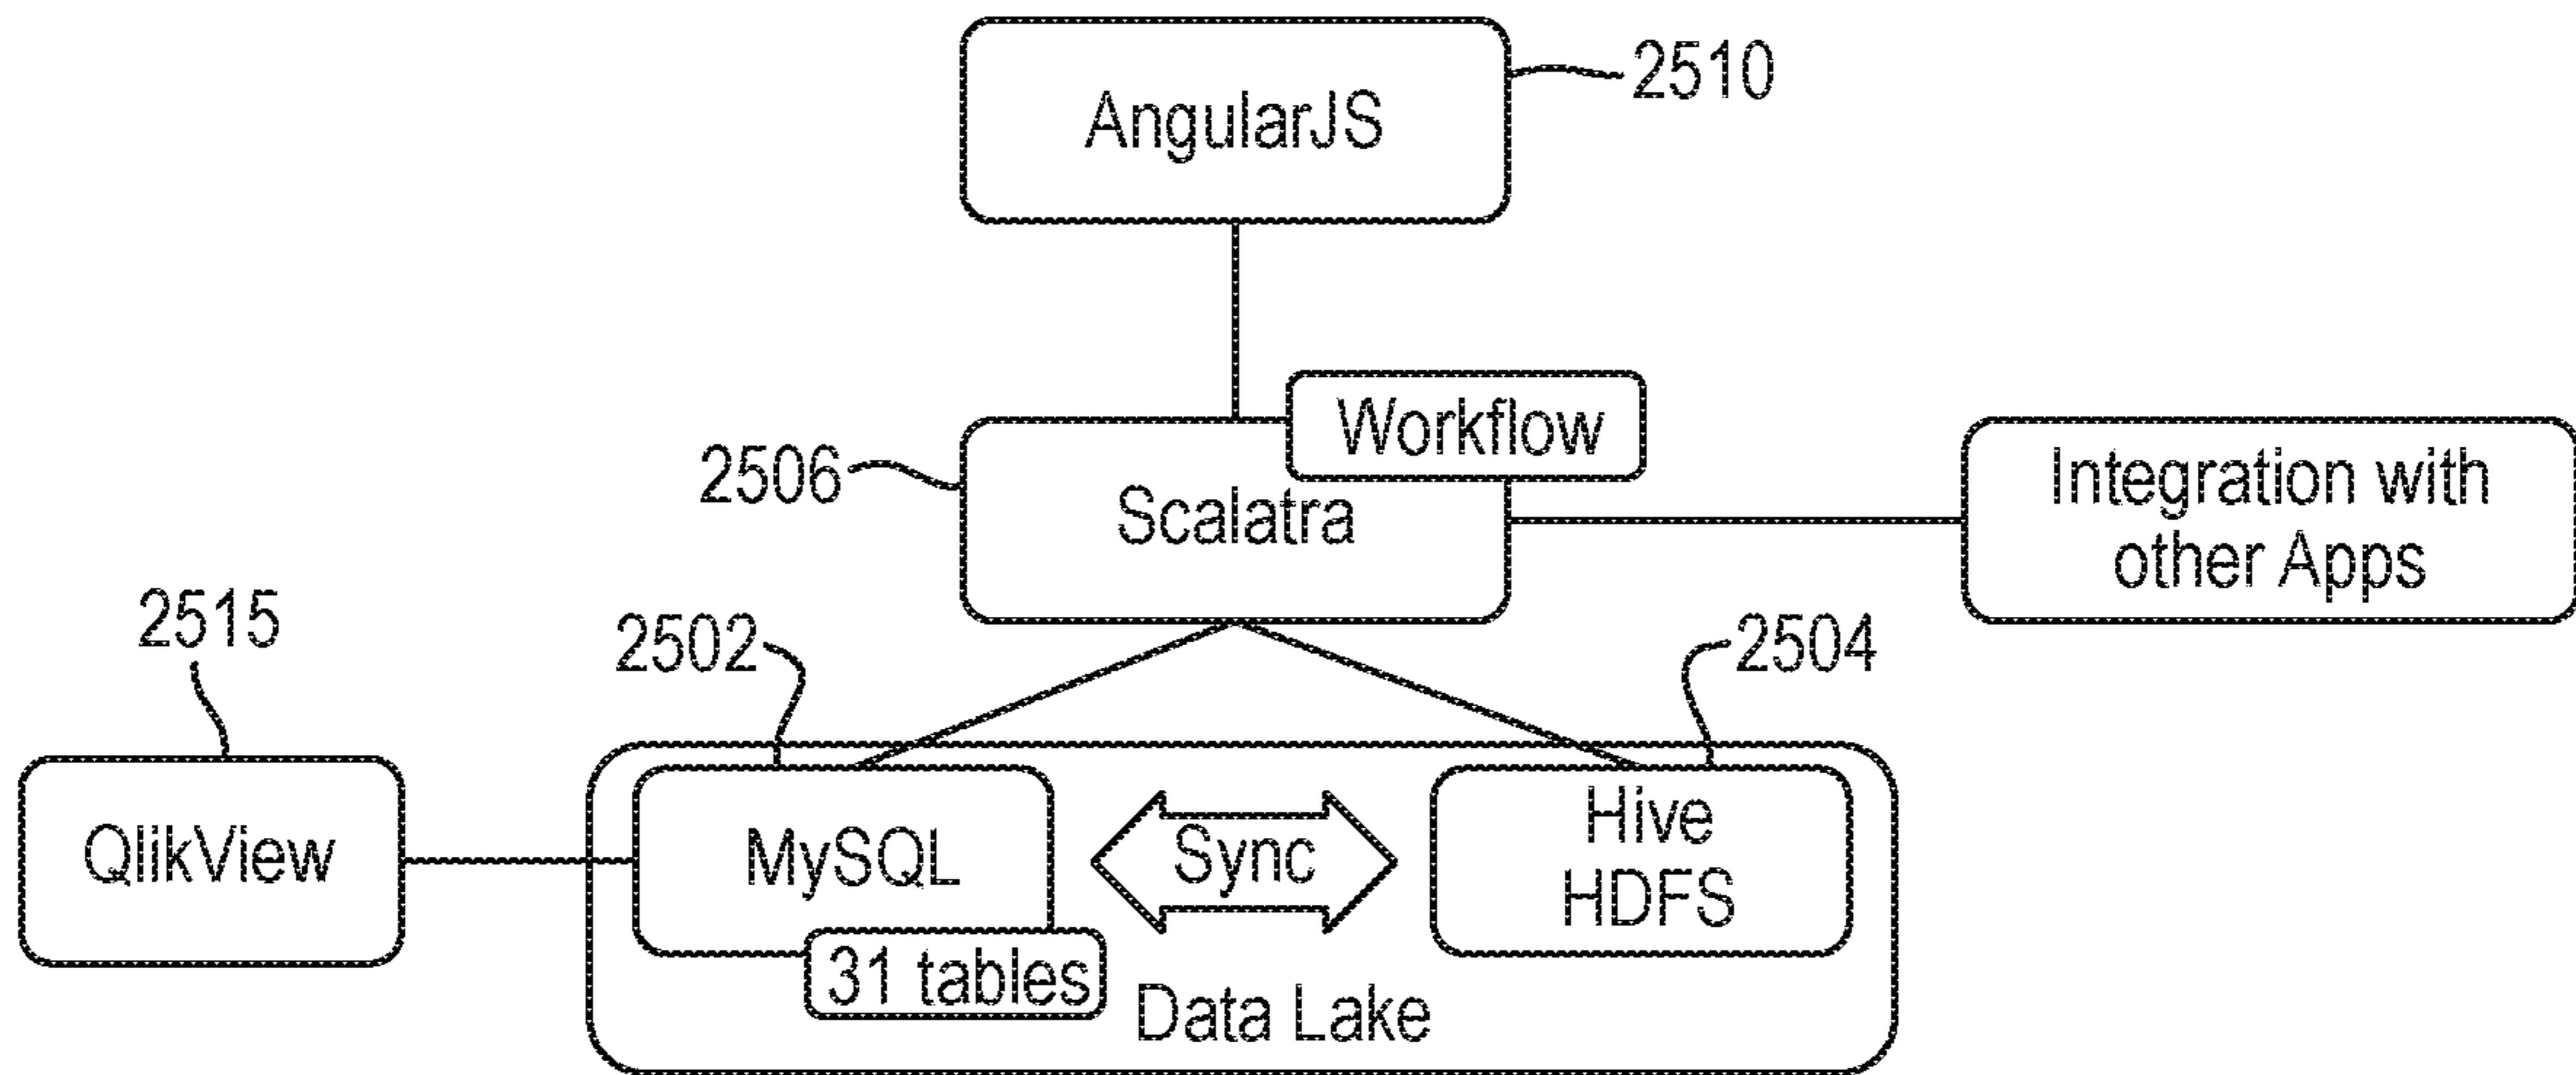 AngularJS
2510
Workflow
2506
Scalatra
Integration with
other Apps
2515
2502
2504
QlikView
MySQL
Sync
Hive
HDFS
31 tables
Data Lake